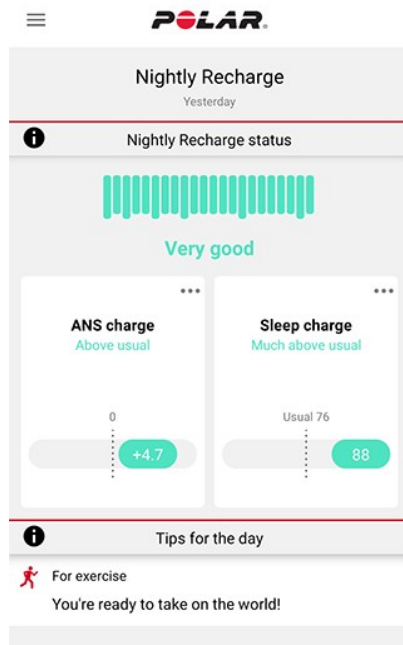 POLAR.
Nightly Recharge
Yesterday
Nightly Recharge status
Very good
ANS charge
Above usual
0
+4.7
Sleep charge
Much above usual
Usual 76
88
Tips for the day
For exercise
You're ready to take on the world!